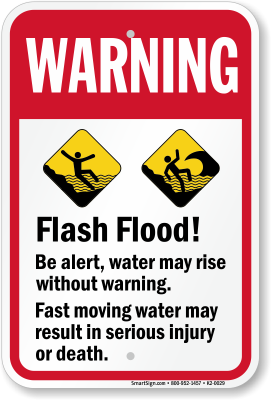 WARNING
Flash Flood!
Be alert, water may rise
without warning.
Fast moving water may
result in serious injury
or death.
SmartSign.com • 800-952-1457 • K2-0029